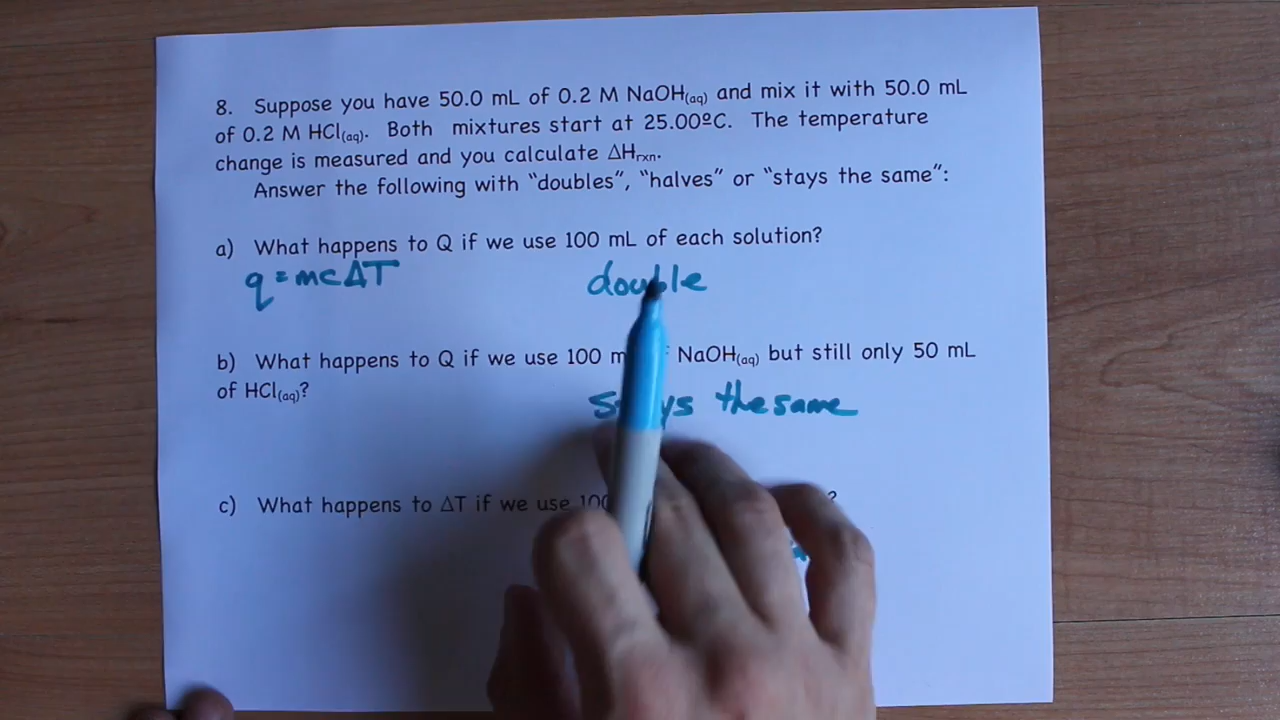 8. Suppose you have 50.0 mL of 0.2 M NaOH(aq) and mix it with 50.0 mL
of 0.2 M HCl(aq). Both mixtures start at 25.00ºC. The temperature
change is measured and you calculate ΔHrxn.
Answer the following with “doubles”, “halves” or “stays the same”:
a) What happens to Q if we use 100 mL of each solution?
q = mcΔT double
b) What happens to Q if we use 100 NaOH(aq) but still only 50 mL
of HCl(aq)?
the same
c) What happens to ΔT if we use 100 ?